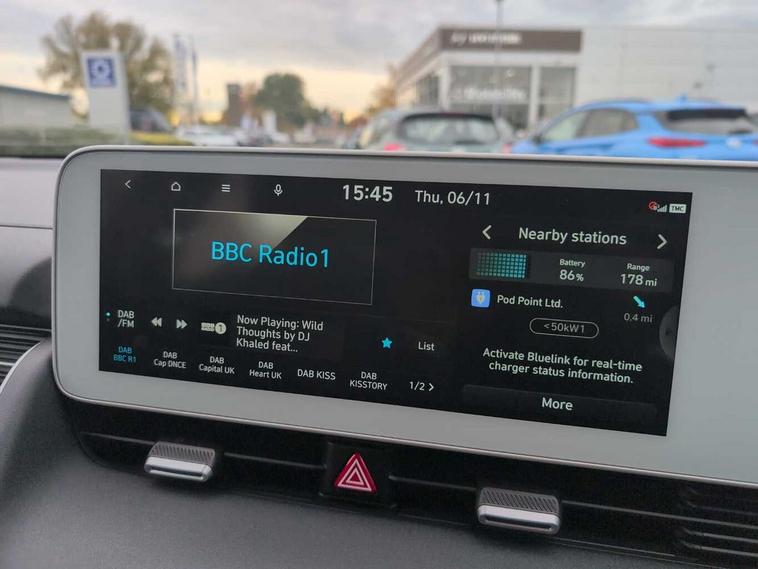 15:45
Thu, 06/11
TMC
BBC Radio1
Nearby stations
Battery
86%
Range
178 mi
Pod Point Ltd.
0.4 mi
<50kW1
Activate Bluelink for real-time
charger status information.
More
DAB
/FM
1
Now Playing: Wild
Thoughts by DJ
Khaled feat...
List
DAB
BBC R1
DAB
Cap DNCE
DAB
Capital UK
DAB
Heart UK
DAB KISS
DAB
KISSTORY
1/2